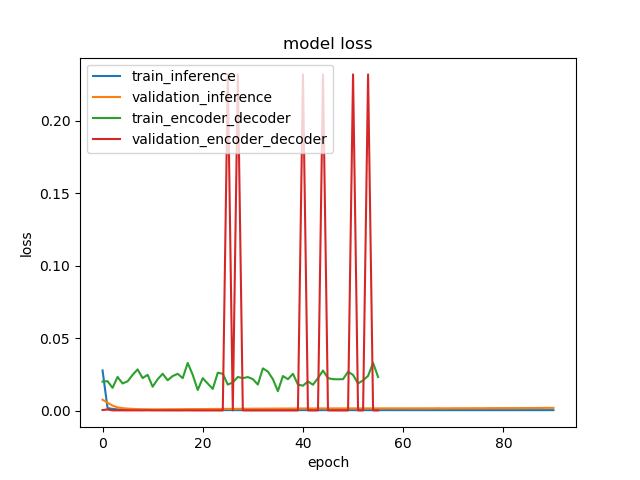 model loss
train_inference
validation_inference
train_encoder_decoder
validation_encoder_decoder
0.20
0.15
0.10
0.05
0.00
loss
0 20 40 60 80
epoch